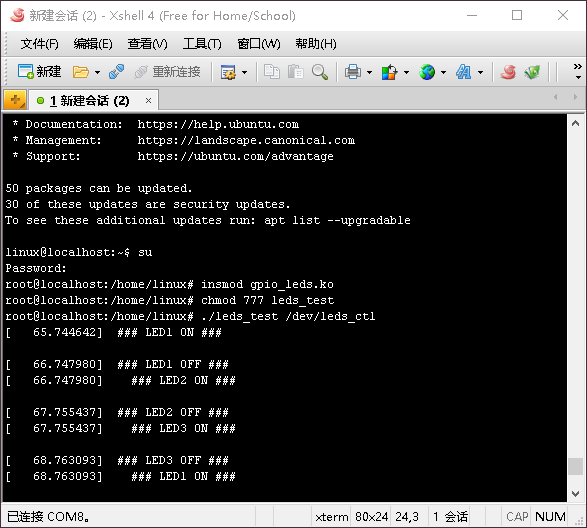 新建会话 (2) - Xshell 4 (Free for Home/School)
文件(F) 编辑(E) 查看(V) 工具(T) 窗口(W) 帮助(H)
新建 重新连接
1 新建会话 (2)
* Documentation:  https://help.ubuntu.com
* Management:     https://landscape.canonical.com
* Support:        https://ubuntu.com/advantage
50 packages can be updated.
30 of these updates are security updates.
To see these additional updates run: apt list --upgradable
linux@localhost:~$ su
Password:
root@localhost:/home/linux# insmod gpio_leds.ko
root@localhost:/home/linux# chmod 777 leds_test
root@localhost:/home/linux# ./leds_test /dev/leds_ctl
[   65.744642]  ### LED1 ON ###
[   66.747980]  ### LED1 OFF ###
[   66.747980]    ### LED2 ON ###
[   67.755437]  ### LED2 OFF ###
[   67.755437]    ### LED3 ON ###
[   68.763093]  ### LED3 OFF ###
[   68.763093]    ### LED1 ON ###
已连接 COM8。 xterm 80x24 24,3 1 会话 CAP NUM